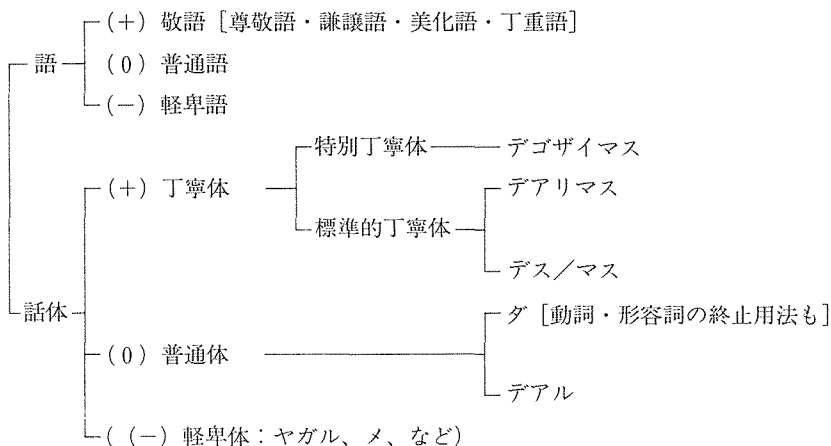 (+) 敬語［尊敬語・謙譲語・美化語・丁重語］
語 (0) 普通語
(-) 軽卑語
特別丁寧体 デゴザイマス
(+) 丁寧体 デアリマス
標準的丁寧体
デス／マス
話体 ダ［動詞・形容詞の終止用法も］
(0) 普通体
デアル
((-) 軽卑体：ヤガル、メ、など)